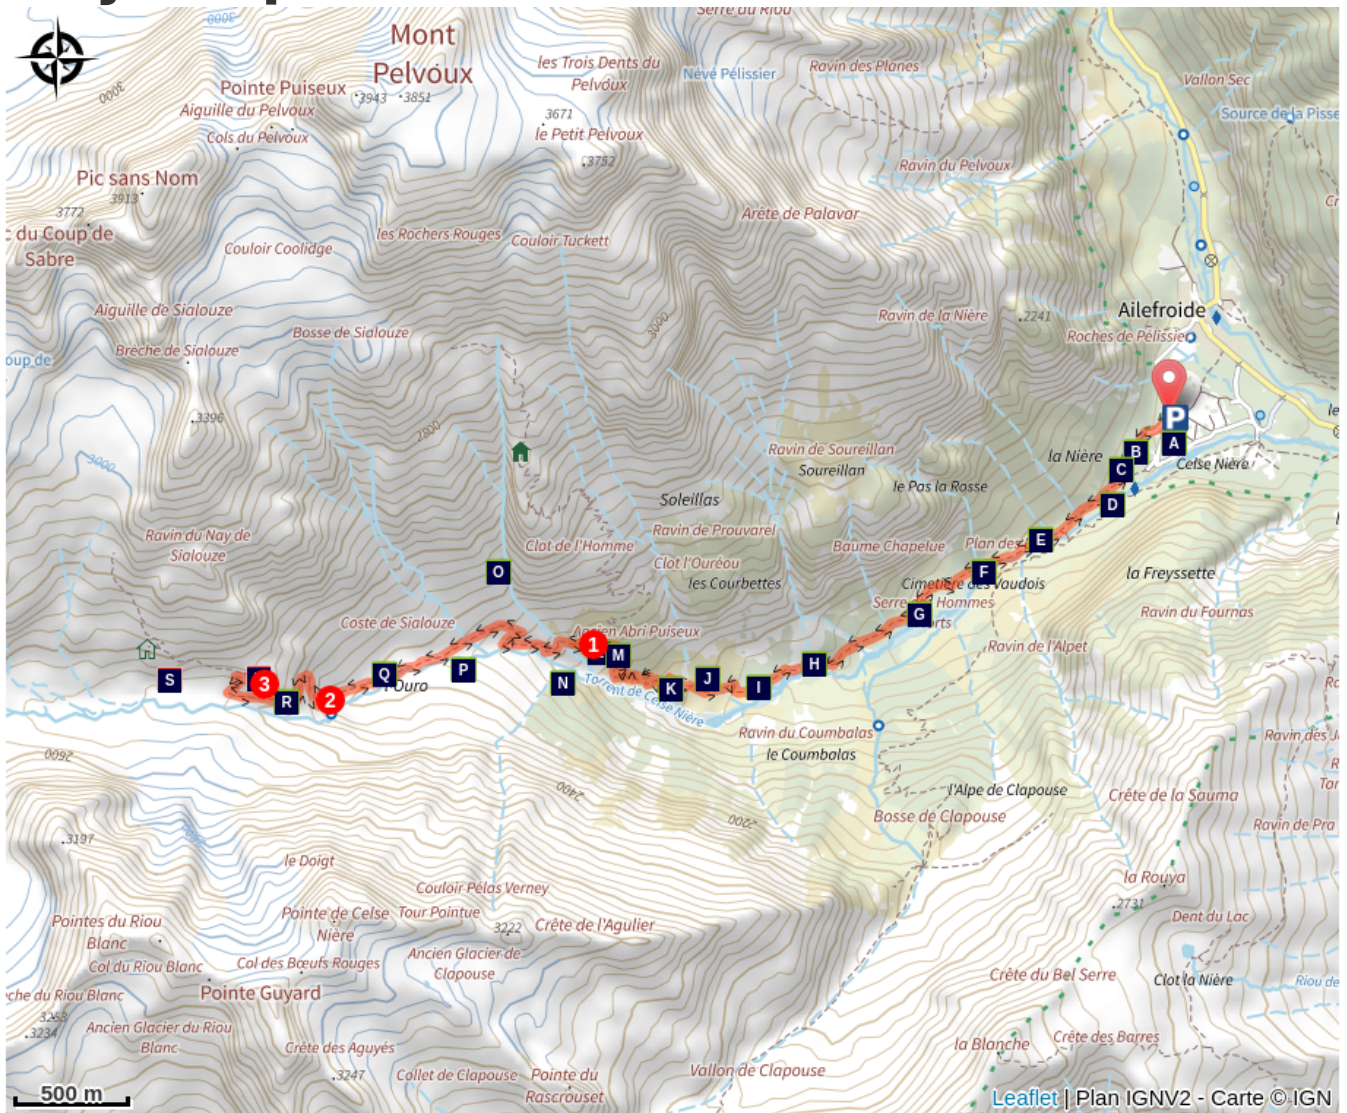 Serre du Riou
3000
Mont
Pelvoux
les Trois Dents du
Pelvoux
Névé Pélissier
Ravin des Planes
Vallon Sec
Pointe Puiseux
3943
3851
3000
Aiguille du Pelvoux
3671
Source de la Pisse
Cols du Pelvoux
le Petit Pelvoux
3752
Ravin du Pelvoux
Pic sans Nom
3913
3772
c du Coup de
Sabre
Arête de Palavar
les Rochers Rouges
Couloir Tuckett
Couloir Coolidge
Aiguille de Sialouze
Bosse de Sialouze
3000
Ravin de la Nière
2241
Ailefroide
Roches de Pélissier
Brèche de Sialouze
oup de
3396
2800
le
P
A
B
C
D
Ravin de Soureillan
Soureillan
la Nière
Celse Nière
3000
Soleillas
le Pas la Rosse
Ravin du Nay de
Sialouze
Clot de l'Homme
Ravin de Prouvarel
Baume Chapelue
Plan des
E
Clot l'Ouréou
les Courbettes
O
F
Cimetière des Vaudois
la Freyssette
Serre Hommes
orts
G
Ravin du Fournas
Coste de Sialouze
Ancien Abri Puiseux
1
M
Ravin de l'Alpet
H
S
3
R
2
Q
l'Ouro
P
N
K
J
I
Torrent de Celse Nière
Ravin du Coumbalas
le Coumbalas
Ravin des J
2600
2400
2200
l'Alpe de Clapouse
Crête de la Sauma
R
Tor
Bosse de Clapouse
Ravin de Pra
3197
le Doigt
Couloir Pélas Verney
la Rouya
2731
Pointes du Riou
Blanc
Pointe de Celse
Nière
Tour Pointue
3222
Crête de l'Agulier
Dent du Lac
Col du Riou Blanc
Col des Bœufs Rouges
Ancien Glacier de
Clapouse
Crête du Bel Serre
Clot la Nière
Riou de
che du Riou Blanc
Pointe Guyard
3253
3234
Ancien Glacier du Riou
Blanc
Crête des Aguyés
3247
Collet de Clapouse
Pointe du
Rascrouset
Vallon de Clapouse
la Blanche
Crête des Barres
500 m
Leaflet | Plan IGNV2 - Carte © IGN